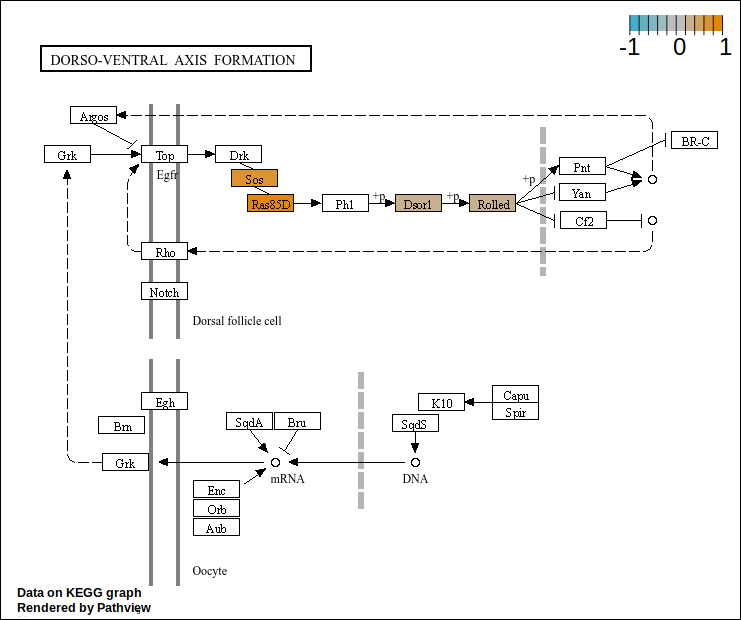 -1 0 1
DORSO-VENTRAL AXIS FORMATION
Argos
BR-C
Grk
Top
Drk
Egfr
Sos
+p
Pnt
Ras85D
Phl
+p
Dsor1
+p
Rolled
Yan
Cf2
Rho
Notch
Dorsal follicle cell
Egh
K10
Capu
Spir
Brn
SqdA
Bru
SqdS
Grk
mRNA
DNA
Enc
Orb
Aub
Oocyte
Data on KEGG graph
Rendered by Pathview